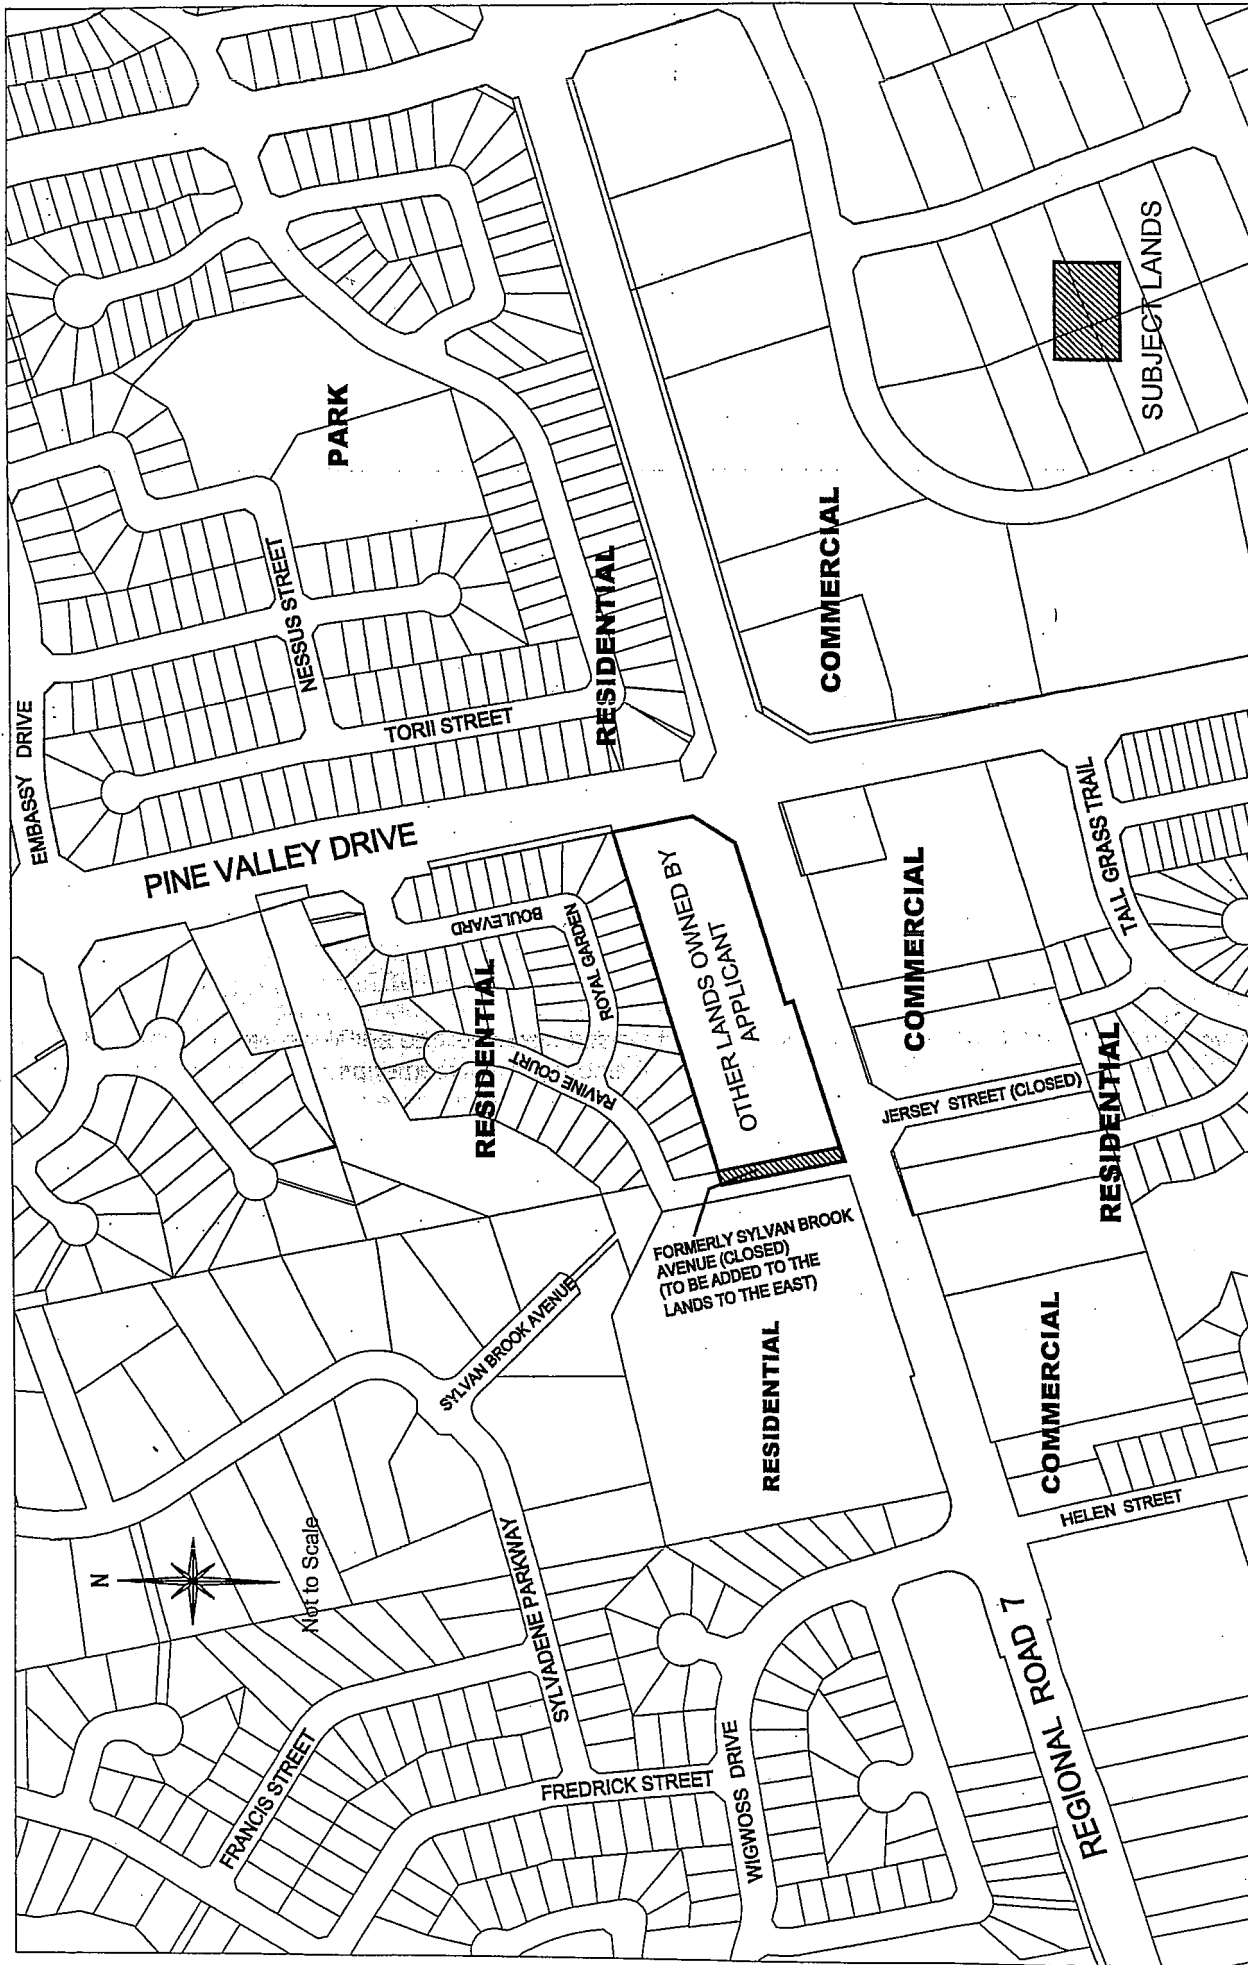 EMBASSY DRIVE
PINE VALLEY DRIVE
NESSUS STREET
TORII STREET
PARK
RESIDENTIAL
COMMERCIAL
SUBJECT LANDS
BOULEVARD
ROYAL GARDEN
RAVINE COURT
RESIDENTIAL
OTHER LANDS OWNED BY
APPLICANT
COMMERCIAL
TALL GRASS TRAIL
JERSEY STREET (CLOSED)
RESIDENTIAL
FORMERLY SYLVAN BROOK
AVENUE (CLOSED)
(TO BE ADDED TO THE
LANDS TO THE EAST)
SYLVAN BROOK AVENUE
RESIDENTIAL
COMMERCIAL
HELEN STREET
N
Not to Scale
SYLVADENE PARKWAY
FRANCIS STREET
FREDRICK STREET
WIGWOSS DRIVE
REGIONAL ROAD 7